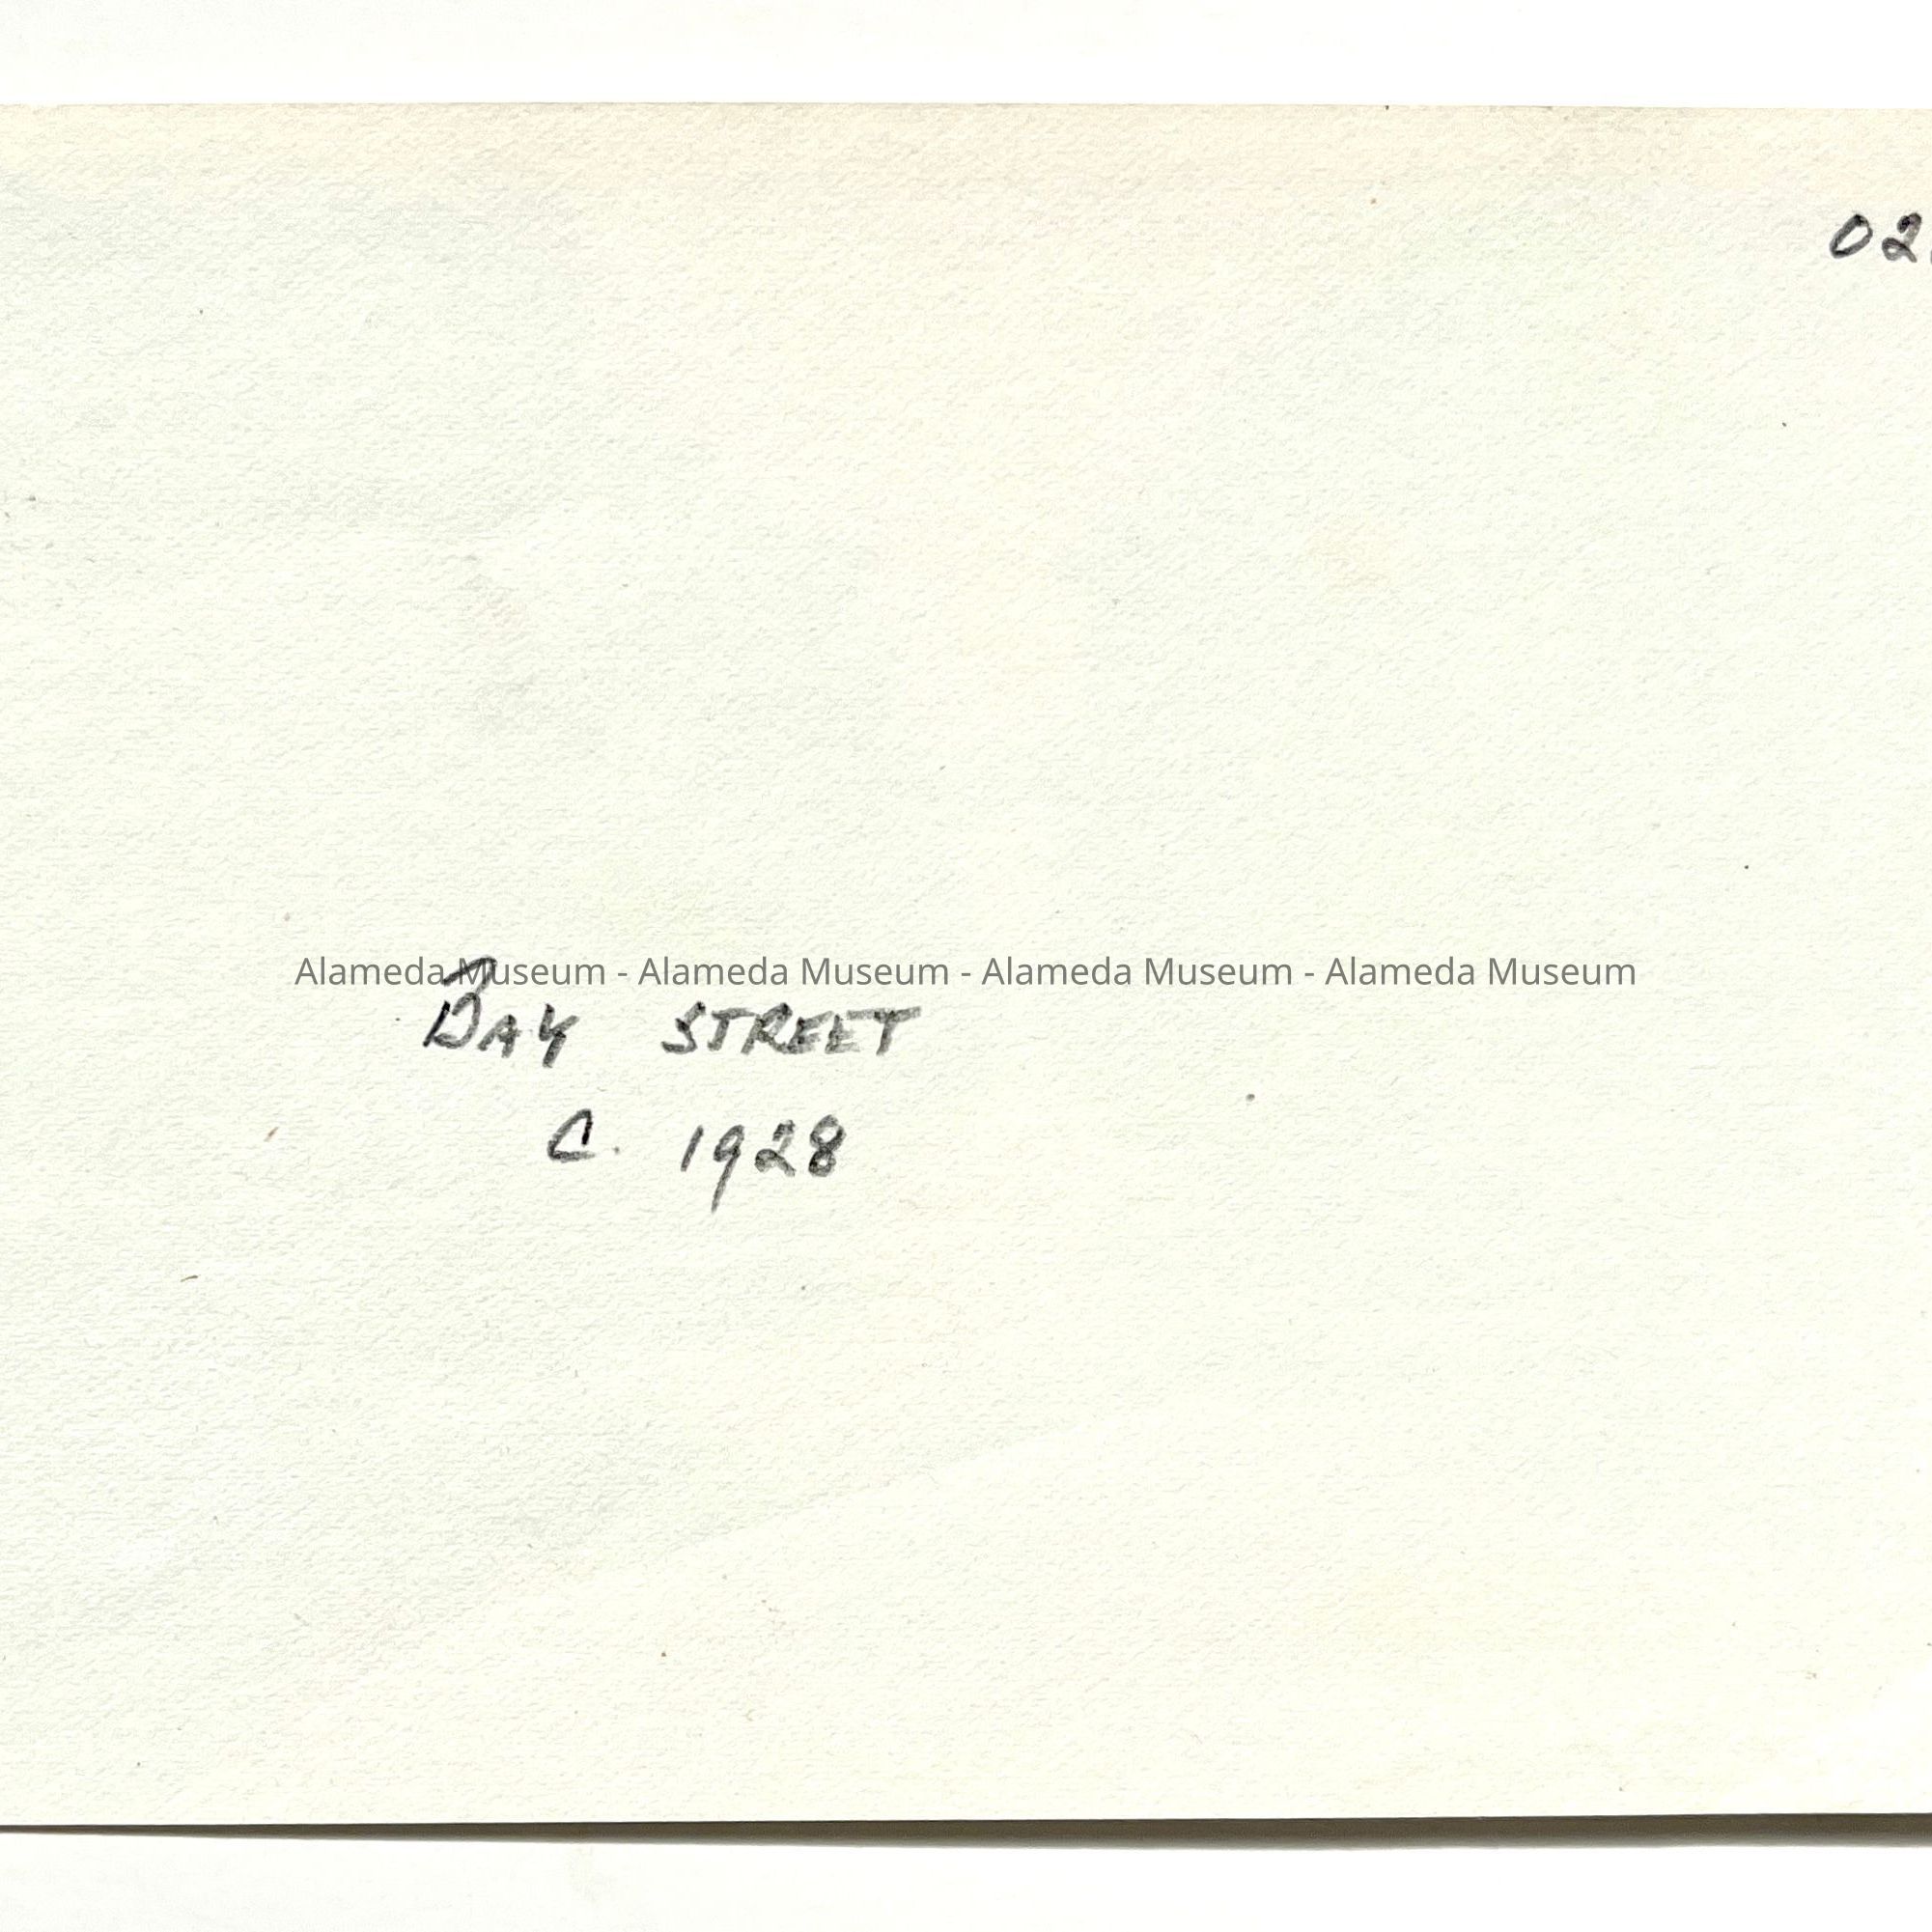 02.
Alameda Museum - Alameda Museum - Alameda Museum - Alameda Museum
BAY STREET
C. 1928